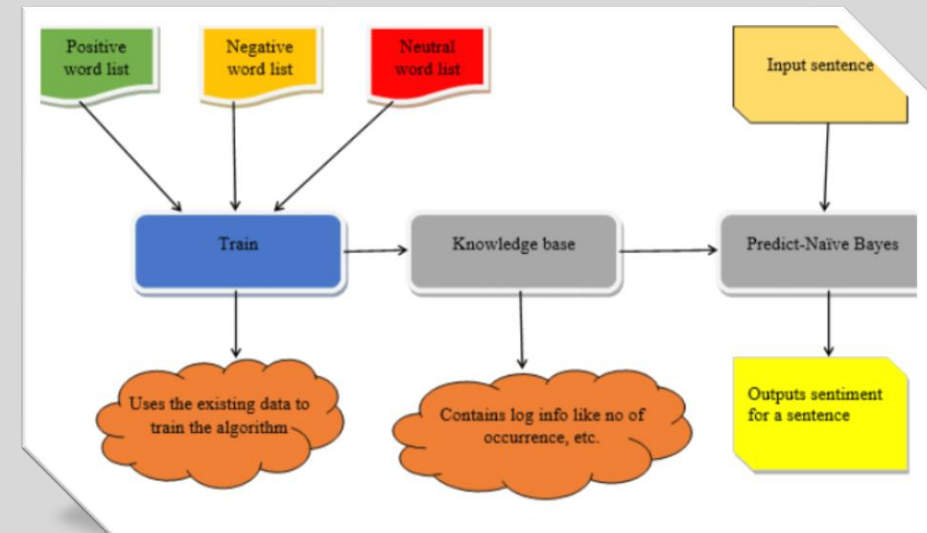 Positive
word list
Negative
word list
Neutral
word list
Input sentence
Train
Knowledge base
Predict-Naïve Bayes
Uses the existing data to
train the algorithm
Contains log info like no of
occurrence, etc.
Outputs sentiment
for a sentence